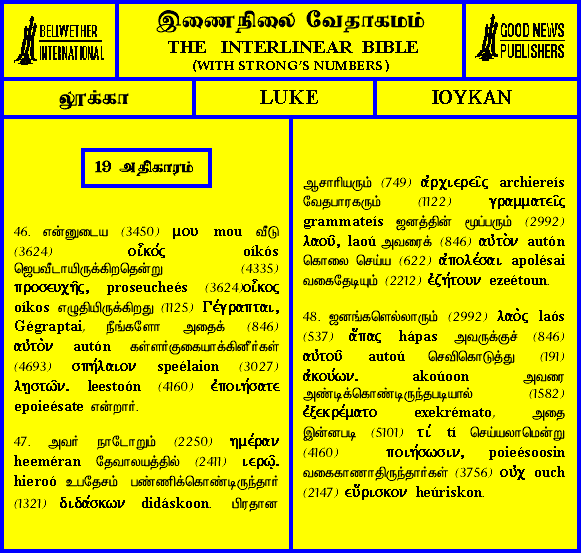 BELLWETHER
INTERNATIONAL
இணைநிலை வேதாகமம்
THE INTERLINEAR BIBLE
(WITH STRONG'S NUMBERS)
GOOD NEWS
PUBLISHERS
லூக்கா
LUKE
ΙΟΥΚΑΝ
19 அதிகாரம்
46. என்னுடைய (3450) μου mou வீடு
(3624) οἶκός oíkós
ஜெபவீடாயிருக்கிறதென்று (4335)
προσευχῆς, proseucheés (3624)οἶκος
oíkos எழுதியிருக்கிறது (1125) Γέγραπται,
Gégraptai, நீங்களோ அதைக் (846)
αὐτὸν autón கள்ளர்குகையாக்கினீர்கள்
(4693) σπήλαιον speélaion (3027)
λῃστῶν. leestoón (4160) ἐποιήσατε
epoieésate என்றார்.
47. அவர் நாடோறும் (2250) ημέραν
heeméran தேவாலயத்தில் (2411) ιερῷ.
hieroó உபதேசம் பண்ணிக்கொண்டிருந்தார்
(1321) διδάσκων didáskoon. பிரதான
ஆசாரியரும் (749) ἀρχιερεῖς archiereís
வேதபாரகரும் (1122) γραμματεῖς
grammateís ஜனத்தின் மூப்பரும் (2992)
λαοῦ, laoú அவரைக் (846) αὐτὸν autón
கொலை செய்ய (622) ἀπολέσαι apolésai
வகைதேடியும் (2212) ἐζήτουν ezeétoun.
48. ஜனங்களெல்லாரும் (2992) λαὸς laós
(537) ἅπας hápas அவருக்குச் (846)
αὐτοῦ autoú செவிகொடுத்து (191)
ἀκούων. akoúoon அவரை
அண்டிக்கொண்டிருந்தபடியால் (1582)
ἐξεκρέματο exekrémato, அதை
இன்னபடி (5101) τί tí செய்யலாமென்று
(4160) ποιήσωσιν, poieésoosin
வகைகாணாதிருந்தார்கள் (3756) οὐχ ouch
(2147) εὕρισκον heúriskon.